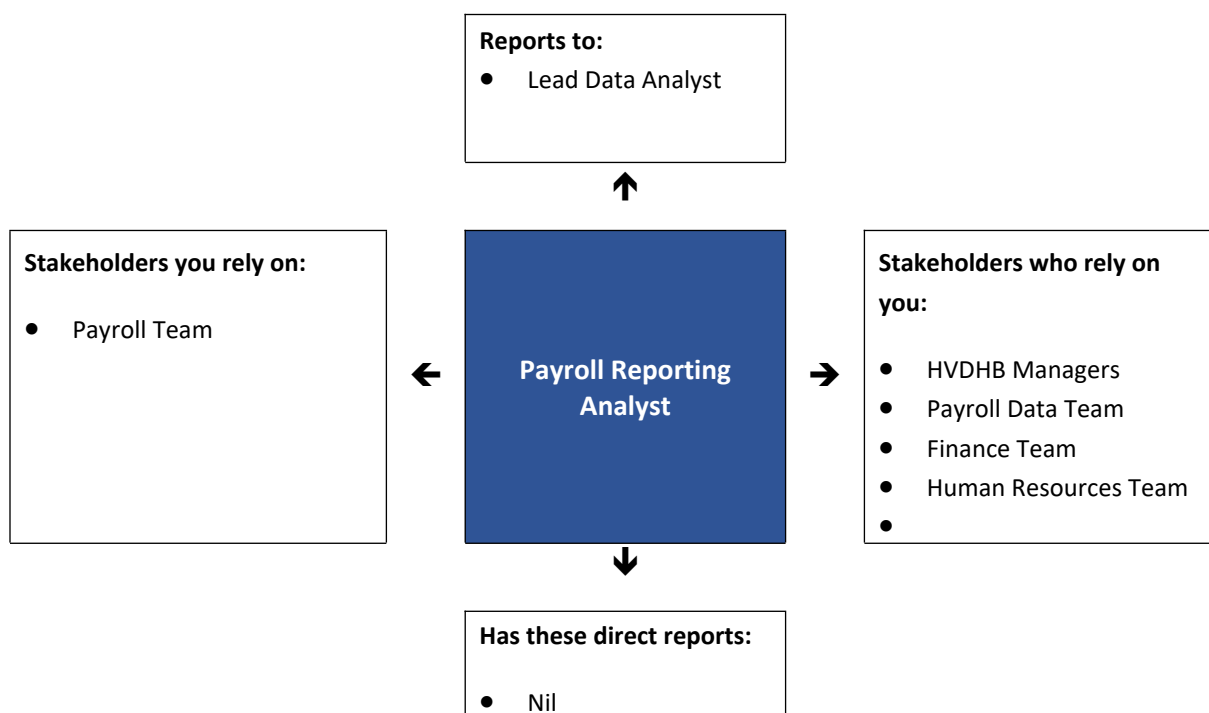 Reports to:
● Lead Data Analyst
Stakeholders you rely on:
● Payroll Team
Payroll Reporting
Analyst
Stakeholders who rely on
you:
● HVDHB Managers
● Payroll Data Team
● Finance Team
● Human Resources Team
●
Has these direct reports:
● Nil